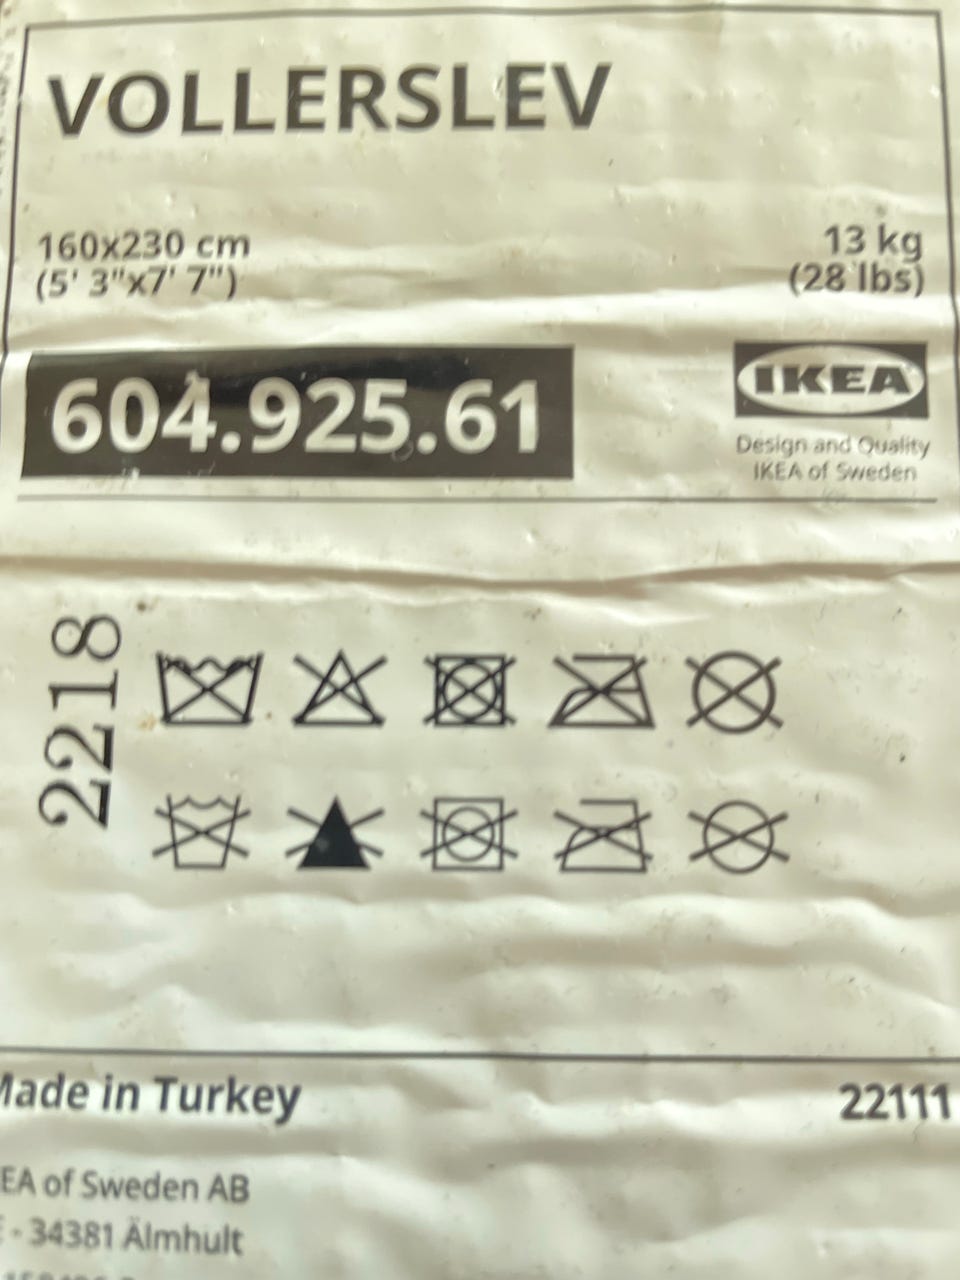 VOLLERSLEV
160x230 cm
(5' 3"x7' 7")
13 kg
(28 lbs)
604.925.61
IKEA
Design and Quality
IKEA of Sweden
2218
Made in Turkey
22111
EA of Sweden AB
- 34381 Älmhult